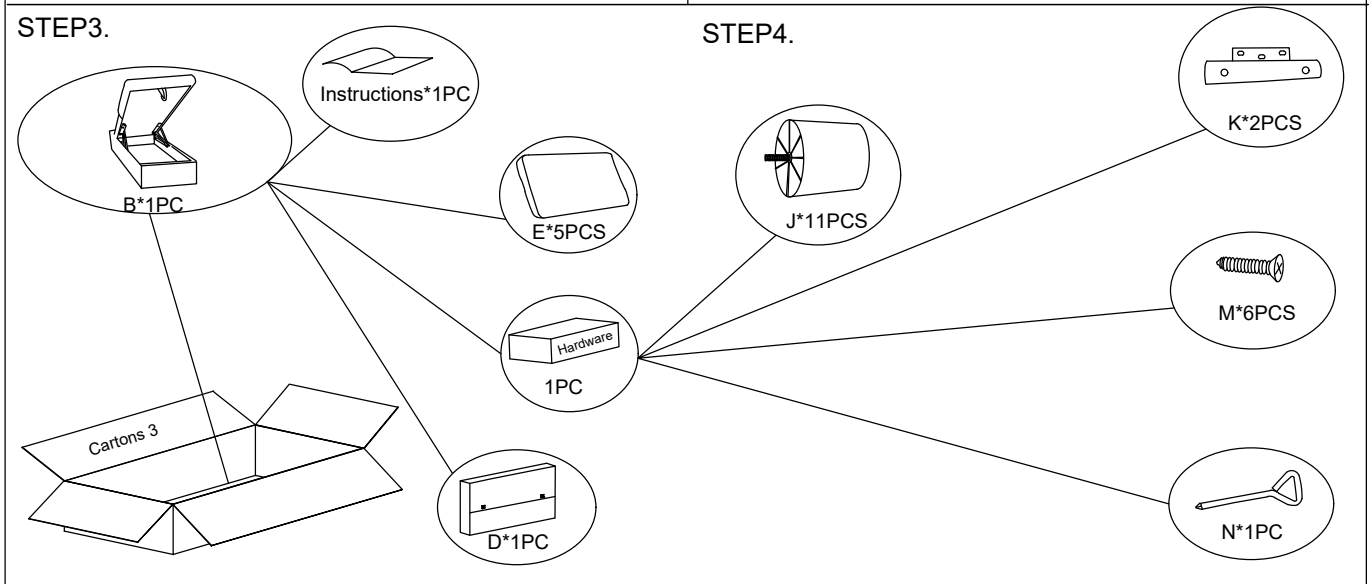 STEP3.
STEP4.
Instructions*1PC
B*1PC
E*5PCS
Hardware
1PC
D*1PC
Cartons 3
J*11PCS
K*2PCS
M*6PCS
N*1PC